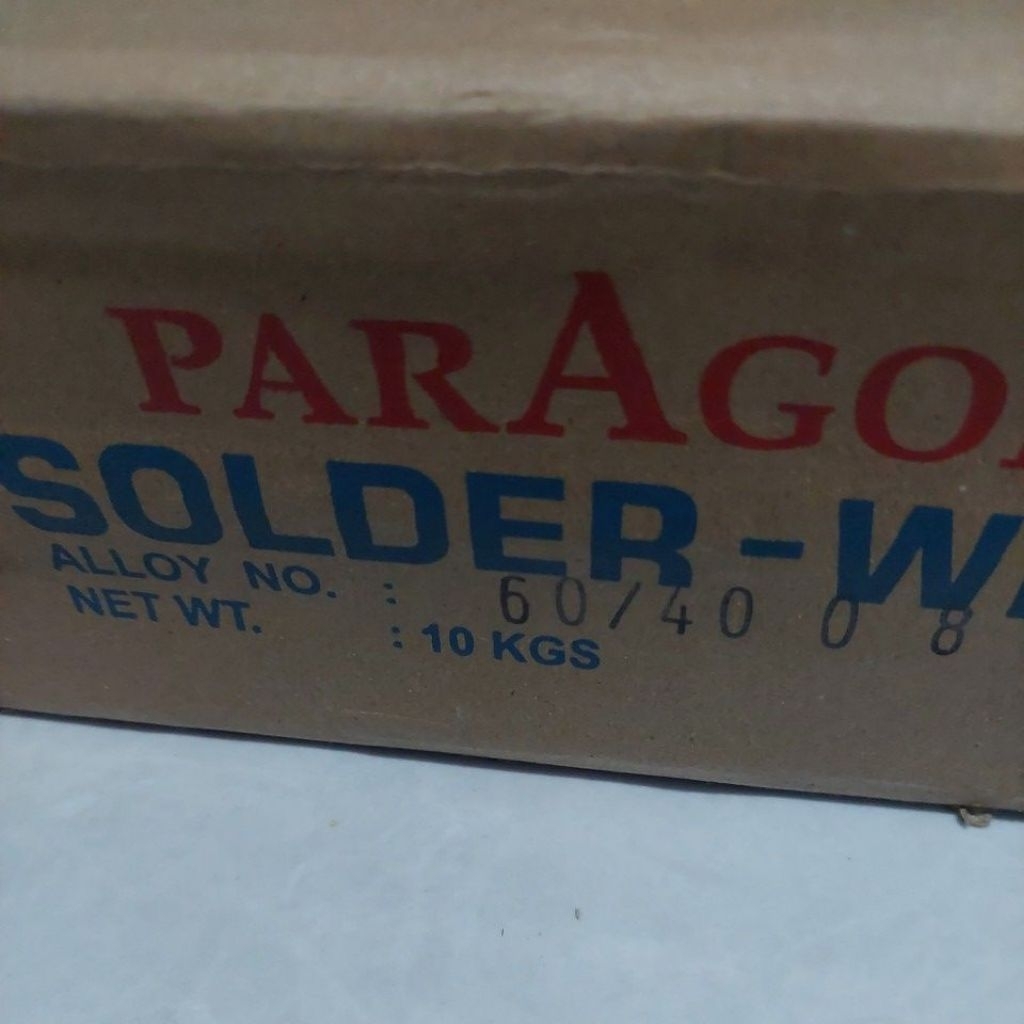 PARAGO
SOLDER-W
ALLOY NO. : 60/40 0 8
NET WT. : 10 KGS